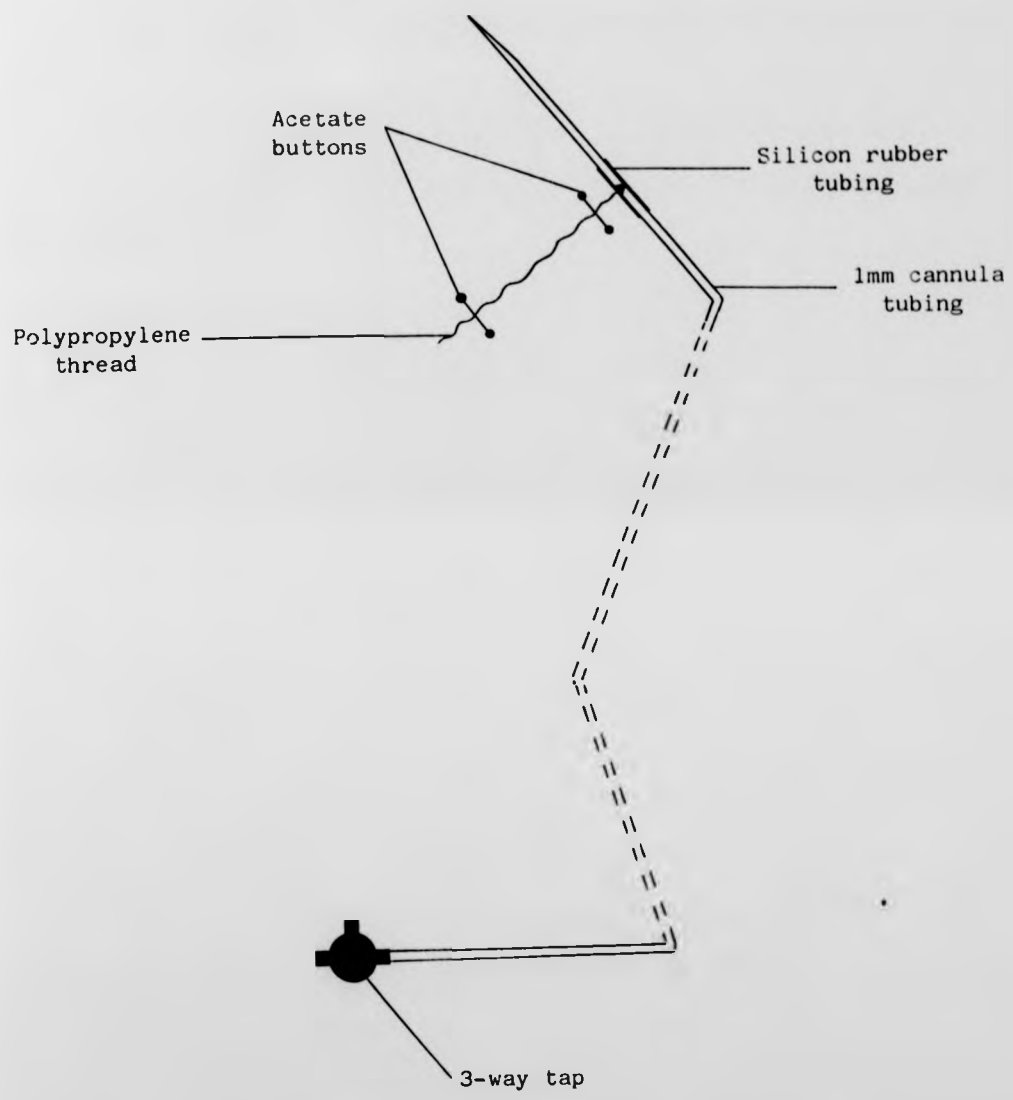 Acetate
buttons
Silicon rubber
tubing
1mm cannula
tubing
Polypropylene
thread
3-way tap